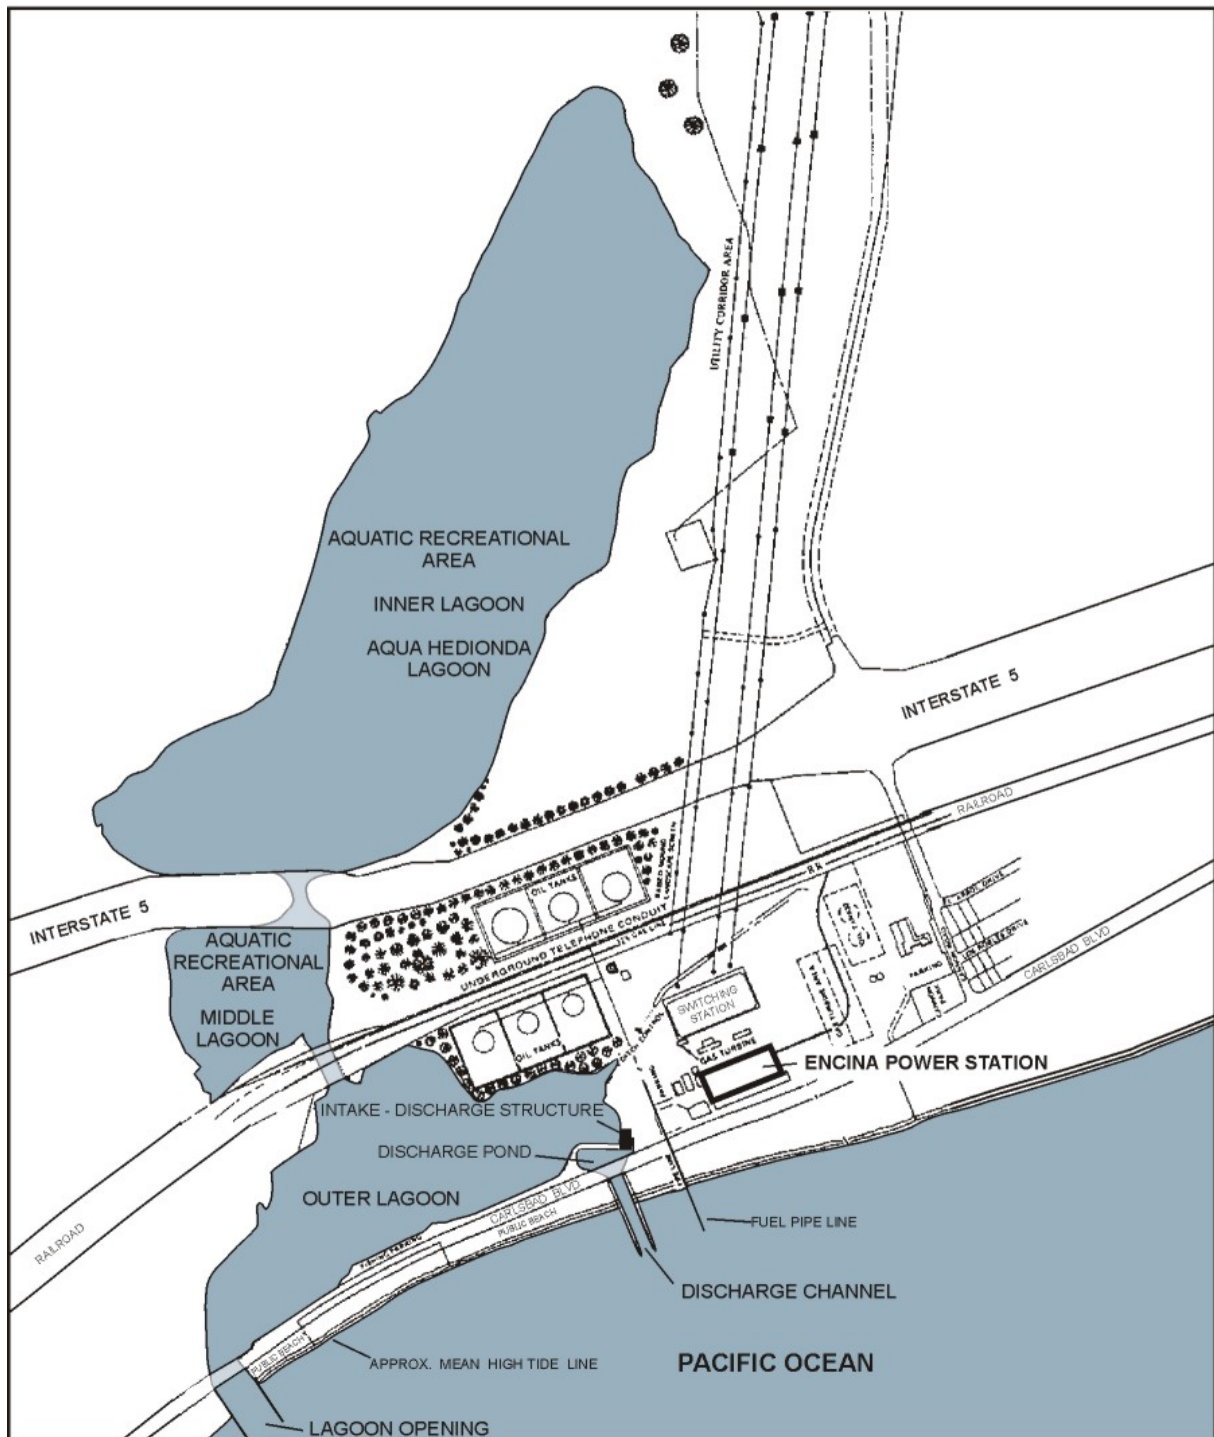 UTILITY CORRIDOR AREA
AQUATIC RECREATIONAL
AREA
INNER LAGOON
AQUA HEDIONDA
LAGOON
INTERSTATE 5
RAILROAD
R.R.
OIL TANKS
UNDERGROUND TELEPHONE CONDUIT
INTERSTATE 5
AQUATIC
RECREATIONAL
AREA
MIDDLE
LAGOON
CARLSBAD BLVD
PARKING
SWITCHING
STATION
GAS TURBINE
OIL TANKS
ENCINA POWER STATION
PARKING
INTAKE - DISCHARGE STRUCTURE
DISCHARGE POND
OUTER LAGOON
CARLSBAD BLVD
PUBLIC BEACH
FUEL PIPE LINE
RAILROAD
DISCHARGE CHANNEL
PUBLIC BEACH
APPROX. MEAN HIGH TIDE LINE
PACIFIC OCEAN
LAGOON OPENING